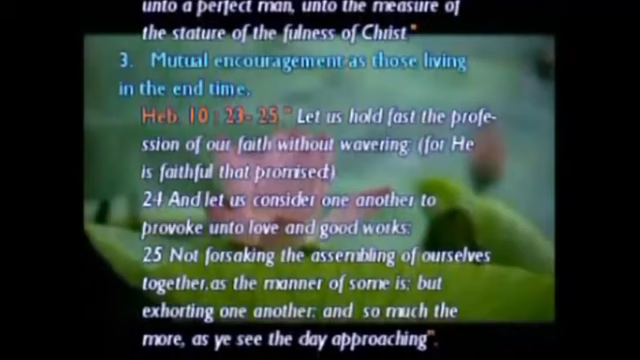 unto a perfect man, unto the measure of
the stature of the fulness of Christ."
3. Mutual encouragement as those living
in the end time.
Heb. 10 : 23- 25 " Let us hold fast the profe-
ssion of our faith without wavering; (for He
is faithful that promised;)
24 And let us consider one another to
provoke unto love and good works:
25 Not forsaking the assembling of ourselves
together,as the manner of some is; but
exhorting one another: and so much the
more, as ye see the day approaching".